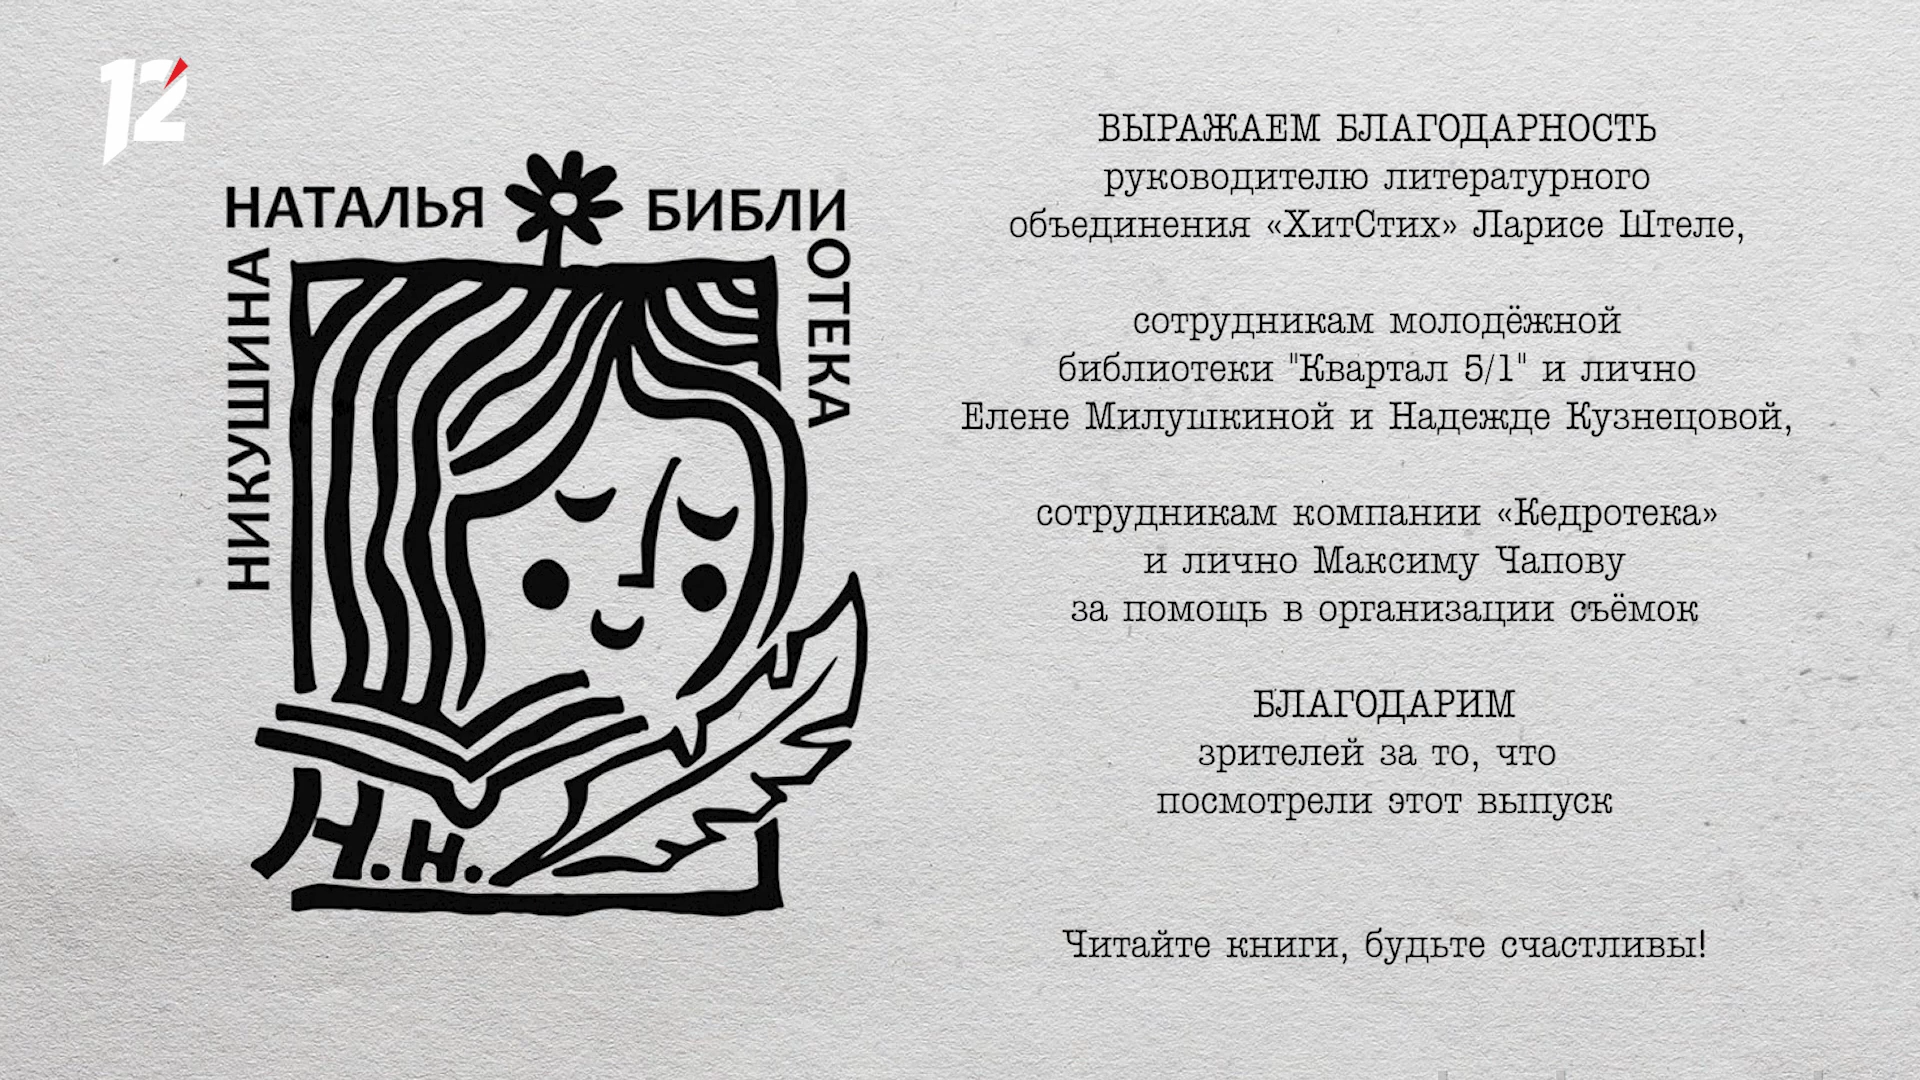 12
НАТАЛЬЯ
НИКУШИНА
БИБЛИ
ОТЕКА
Н.Н.
ВЫРАЖАЕМ БЛАГОДАРНОСТЬ
руководителю литературного
объединения «ХитСтих» Ларисе Штеле,
сотрудникам молодёжной
библиотеки "Квартал 5/1" и лично
Елене Милушкиной и Надежде Кузнецовой,
сотрудникам компании «Кедротека»
и лично Максиму Чапову
за помощь в организации съёмок
БЛАГОДАРИМ
зрителей за то, что
посмотрели этот выпуск
Читайте книги, будьте счастливы!